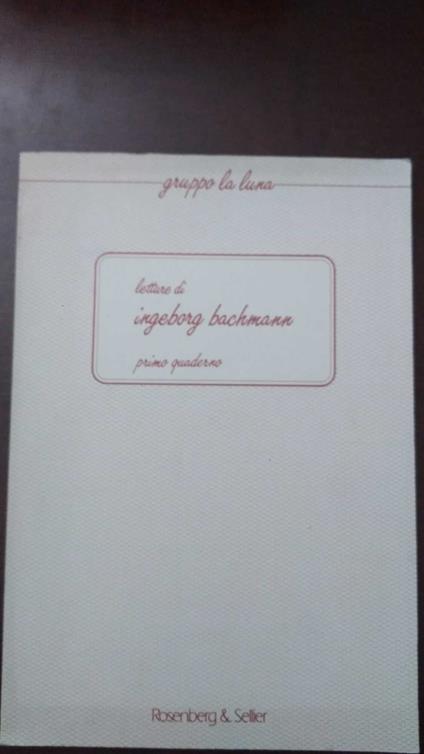 gruppo la luna
letture di
ingeborg bachmann
primo quaderno
Rosenberg & Sellier